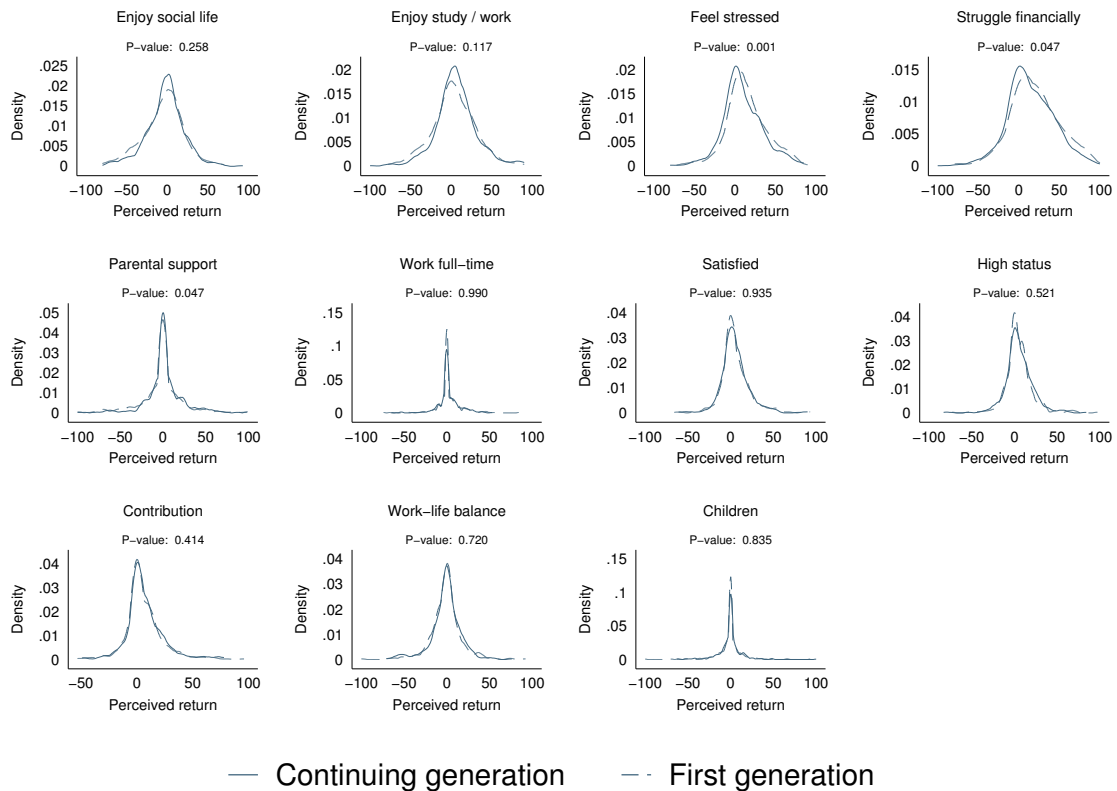 Enjoy social life
P−value: 0.258
.025
.02
.015
.01
.005
0
Density
−100 −50 0 50 100
Perceived return
Enjoy study / work
P−value: 0.117
.02
.015
.01
.005
0
Density
−100 −50 0 50 100
Perceived return
Feel stressed
P−value: 0.001
.02
.015
.01
.005
0
Density
−100 −50 0 50 100
Perceived return
Struggle financially
P−value: 0.047
.015
.01
.005
0
Density
−100 −50 0 50 100
Perceived return
Parental support
P−value: 0.047
.05
.04
.03
.02
.01
0
Density
−100 −50 0 50 100
Perceived return
Work full−time
P−value: 0.990
.15
.1
.05
0
Density
−100 −50 0 50 100
Perceived return
Satisfied
P−value: 0.935
.04
.03
.02
.01
0
Density
−100 −50 0 50 100
Perceived return
High status
P−value: 0.521
.04
.03
.02
.01
0
Density
−100 −50 0 50 100
Perceived return
Contribution
P−value: 0.414
.04
.03
.02
.01
0
Density
−50 0 50 100
Perceived return
Work−life balance
P−value: 0.720
.04
.03
.02
.01
0
Density
−100 −50 0 50 100
Perceived return
Children
P−value: 0.835
.15
.1
.05
0
Density
−100 −50 0 50 100
Perceived return
Continuing generation First generation